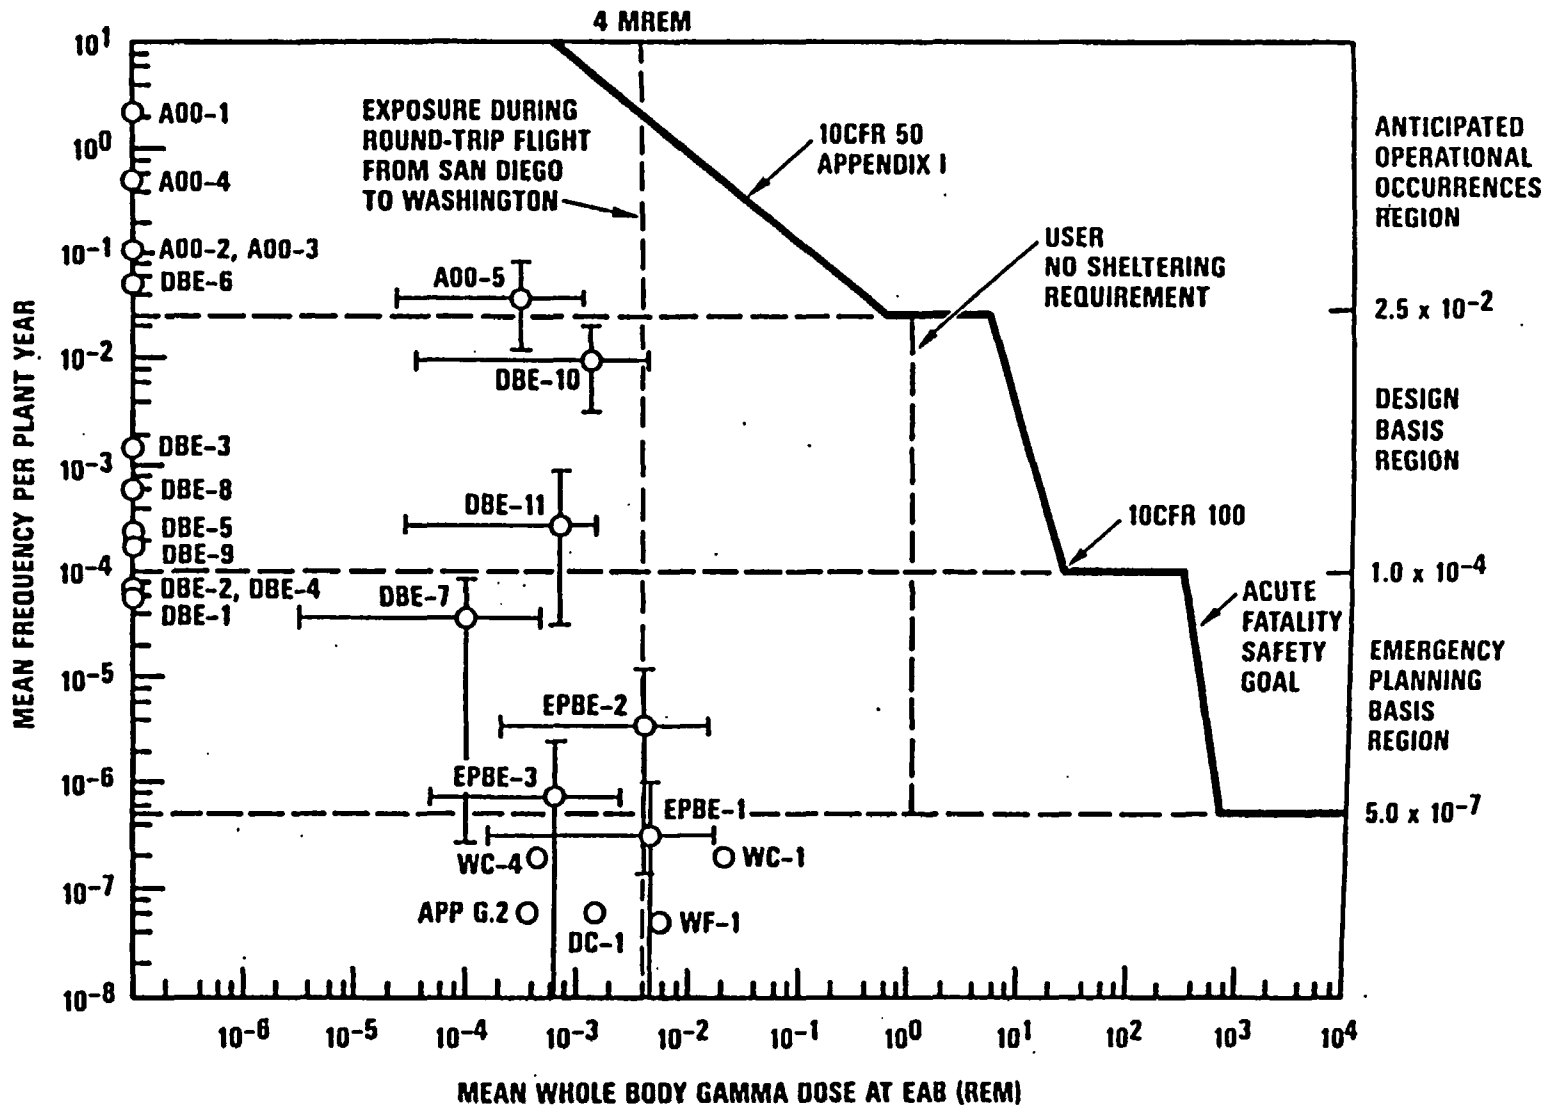 4 MREM
10¹
10⁰
10⁻¹
10⁻²
10⁻³
10⁻⁴
10⁻⁵
10⁻⁶
10⁻⁷
10⁻⁸
MEAN FREQUENCY PER PLANT YEAR
A00-1
A00-4
A00-2, A00-3
DBE-6
DBE-3
DBE-8
DBE-5
DBE-9
DBE-2, DBE-4
DBE-1
EXPOSURE DURING
ROUND-TRIP FLIGHT
FROM SAN DIEGO
TO WASHINGTON
A00-5
DBE-10
DBE-11
DBE-7
EPBE-2
EPBE-3
EPBE-1
WC-4
WC-1
APP G.2
DC-1
WF-1
10CFR 50
APPENDIX I
USER
NO SHELTERING
REQUIREMENT
10CFR 100
ACUTE
FATALITY
SAFETY
GOAL
ANTICIPATED
OPERATIONAL
OCCURRENCES
REGION
2.5 x 10⁻²
DESIGN
BASIS
REGION
1.0 x 10⁻⁴
EMERGENCY
PLANNING
BASIS
REGION
5.0 x 10⁻⁷
10⁻⁶ 10⁻⁵ 10⁻⁴ 10⁻³ 10⁻² 10⁻¹ 10⁰ 10¹ 10² 10³ 10⁴
MEAN WHOLE BODY GAMMA DOSE AT EAB (REM)